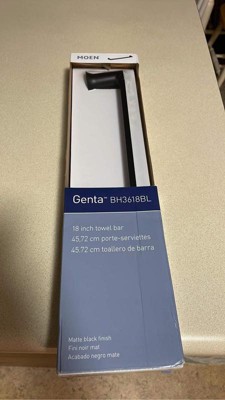 MOEN
Genta™ BH3618BL
18 inch towel bar
45,72 cm porte-serviettes
45,72 cm toallero de barra
Matte black finish
Fini noir mat
Acabado negro mate